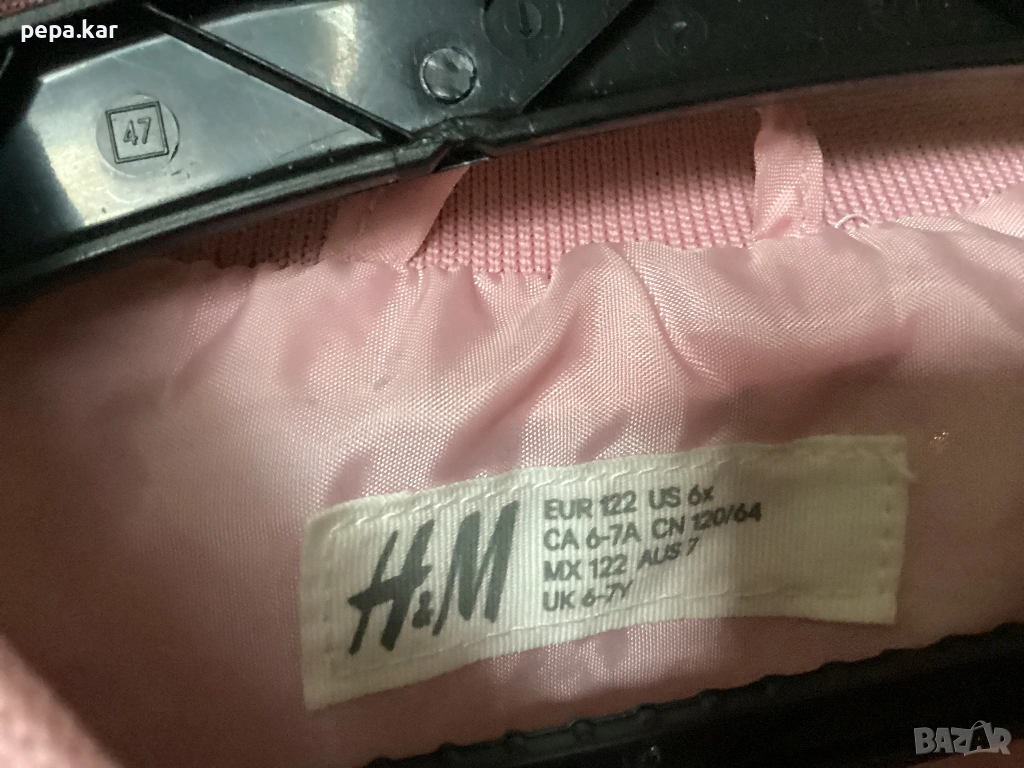 pepa.kar
47
H&M
EUR 122 US 6x
CA 6-7A CN 120/64
MX 122 AUS 7
UK 6-7Y
BAZAR